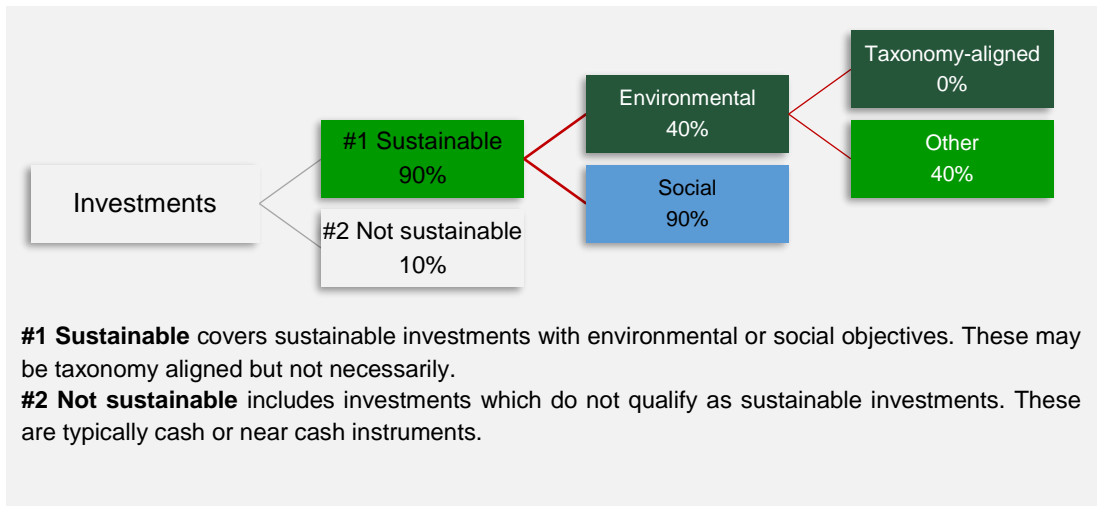 Investments
#1 Sustainable
90%
#2 Not sustainable
10%
Environmental
40%
Social
90%
Taxonomy-aligned
0%
Other
40%
#1 Sustainable covers sustainable investments with environmental or social objectives. These may
be taxonomy aligned but not necessarily.
#2 Not sustainable includes investments which do not qualify as sustainable investments. These
are typically cash or near cash instruments.